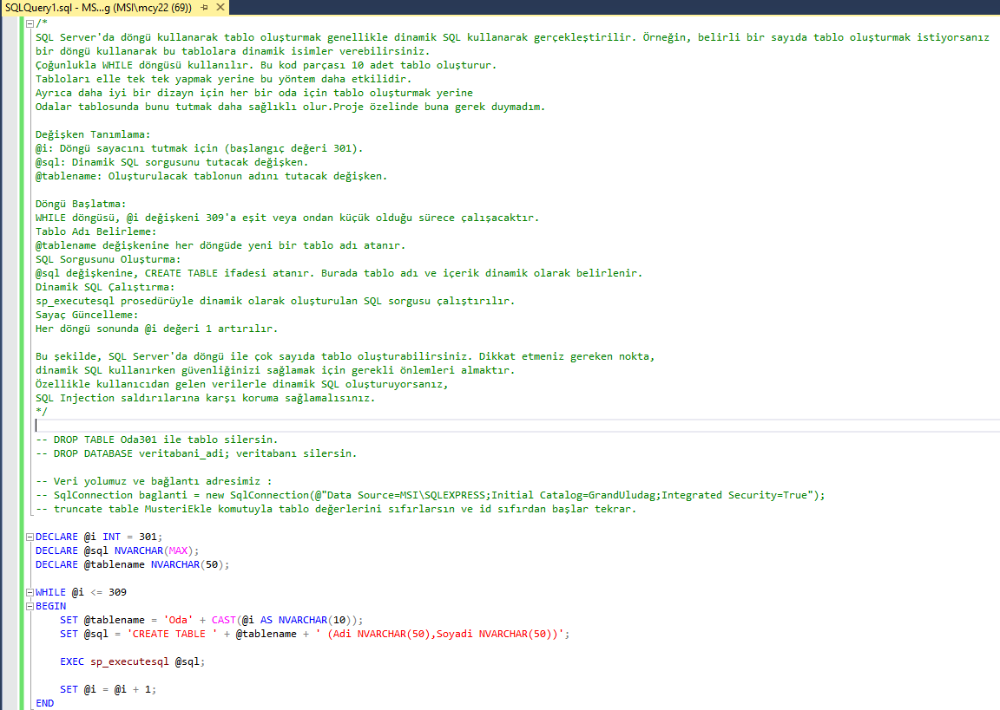 SQLQuery1.sql - MS...g (MSI\mcy22 (69))
/*
SQL Server'da döngü kullanarak tablo oluşturmak genellikle dinamik SQL kullanarak gerçekleştirilir. Örneğin, belirli bir sayıda tablo oluşturmak istiyorsanız
bir döngü kullanarak bu tablolara dinamik isimler verebilirsiniz.
Çoğunlukla WHILE döngüsü kullanılır. Bu kod parçası 10 adet tablo oluşturur.
Tabloları elle tek tek yapmak yerine bu yöntem daha etkilidir.
Ayrıca daha iyi bir dizayn için her bir oda için tablo oluşturmak yerine
Odalar tablosunda bunu tutmak daha sağlıklı olur.Proje özelinde buna gerek duymadım.

Değişken Tanımlama:
@i: Döngü sayacını tutmak için (başlangıç değeri 301).
@sql: Dinamik SQL sorgusunu tutacak değişken.
@tablename: Oluşturulacak tablonun adını tutacak değişken.

Döngü Başlatma:
WHILE döngüsü, @i değişkeni 309'a eşit veya ondan küçük olduğu sürece çalışacaktır.
Tablo Adı Belirleme:
@tablename değişkenine her döngüde yeni bir tablo adı atanır.
SQL Sorgusunu Oluşturma:
@sql değişkenine, CREATE TABLE ifadesi atanır. Burada tablo adı ve içerik dinamik olarak belirlenir.
Dinamik SQL Çalıştırma:
sp_executesql prosedürüyle dinamik olarak oluşturulan SQL sorgusu çalıştırılır.
Sayaç Güncelleme:
Her döngü sonunda @i değeri 1 artırılır.

Bu şekilde, SQL Server'da döngü ile çok sayıda tablo oluşturabilirsiniz. Dikkat etmeniz gereken nokta,
dinamik SQL kullanırken güvenliğinizi sağlamak için gerekli önlemleri almaktır.
Özellikle kullanıcıdan gelen verilerle dinamik SQL oluşturuyorsanız,
SQL Injection saldırılarına karşı koruma sağlamalısınız.
*/

-- DROP TABLE Oda301 ile tablo silersin.
-- DROP DATABASE veritabani_adi; veritabanı silersin.

-- Veri yolumuz ve bağlantı adresimiz :
-- SqlConnection baglanti = new SqlConnection(@"Data Source=MSI\SQLEXPRESS;Initial Catalog=GrandUludag;Integrated Security=True");
-- truncate table MusteriEkle komutuyla tablo değerlerini sıfırlarsın ve id sıfırdan başlar tekrar.

DECLARE @i INT = 301;
DECLARE @sql NVARCHAR(MAX);
DECLARE @tablename NVARCHAR(50);

WHILE @i <= 309
BEGIN
    SET @tablename = 'Oda' + CAST(@i AS NVARCHAR(10));
    SET @sql = 'CREATE TABLE ' + @tablename + ' (Adi NVARCHAR(50),Soyadi NVARCHAR(50))';

    EXEC sp_executesql @sql;

    SET @i = @i + 1;
END